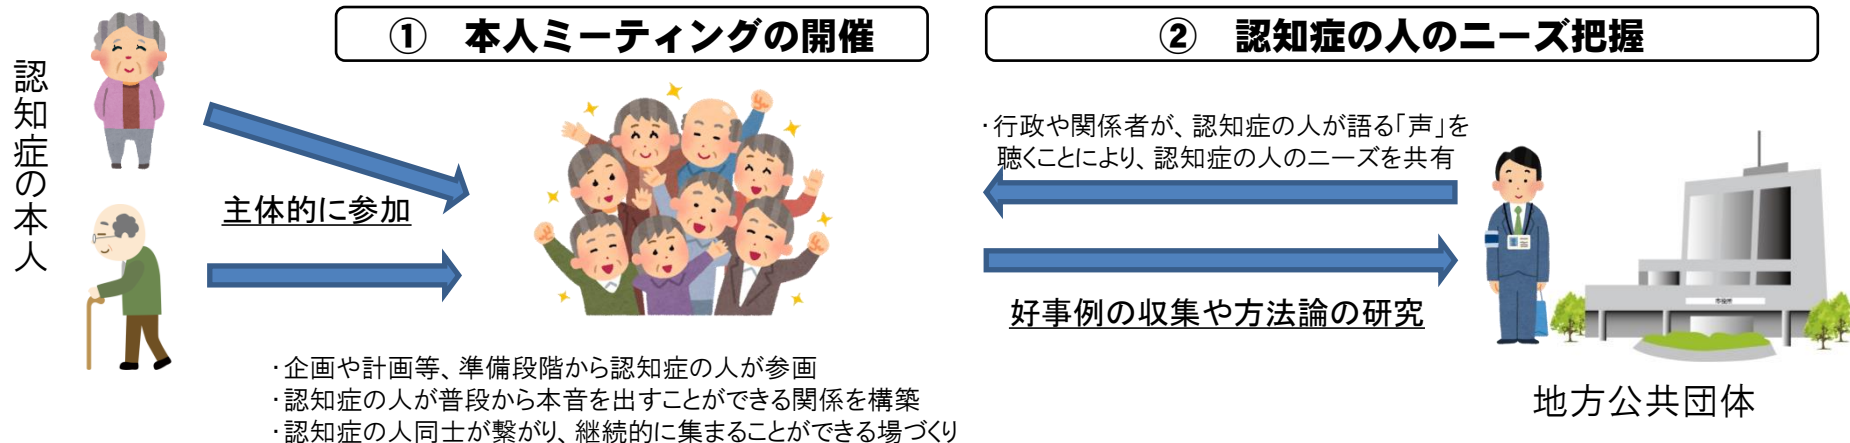 認知症の本人
① 本人ミーティングの開催
主体的に参加
・企画や計画等、準備段階から認知症の人が参画
・認知症の人が普段から本音を出すことができる関係を構築
・認知症の人同士が繋がり、継続的に集まることができる場づくり
② 認知症の人のニーズ把握
・行政や関係者が、認知症の人が語る「声」を
聴くことにより、認知症の人のニーズを共有
好事例の収集や方法論の研究
市役所
地方公共団体